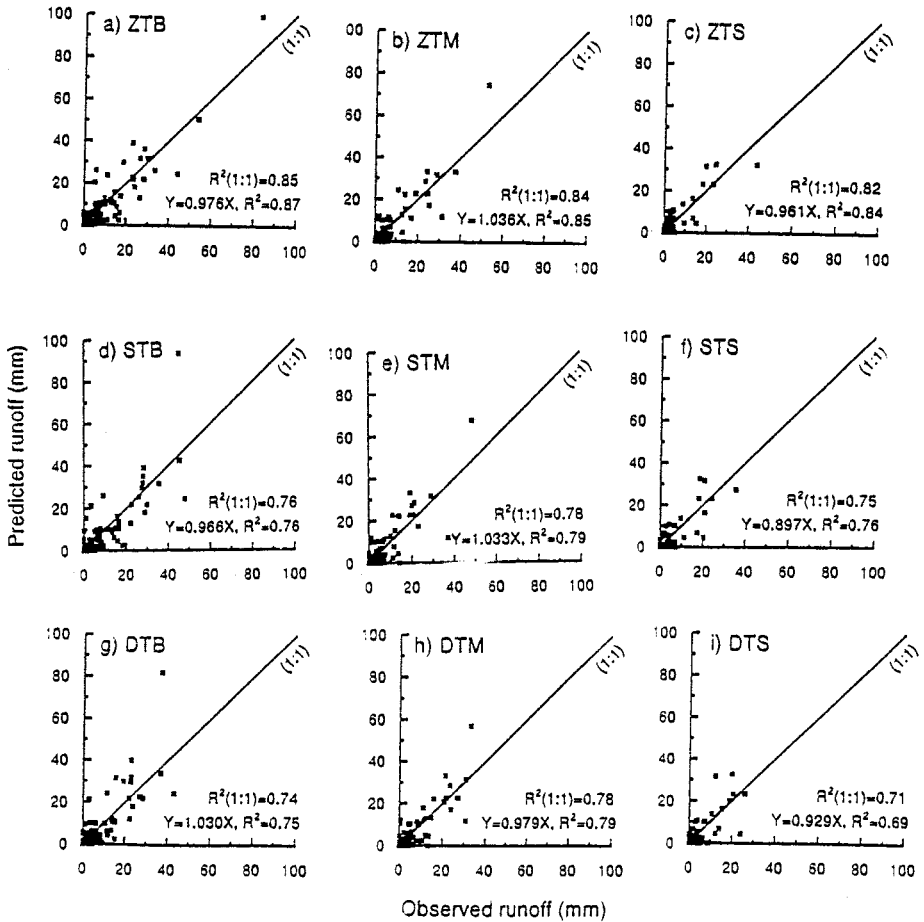 a) ZTB
100
80
60
40
20
0
0 20 40 60 80 100
(1:1)
R²(1:1)=0.85
Y=0.976X, R²=0.87
b) ZTM
00
80
60
40
20
0
0 20 40 60 80 100
(1:1)
R²(1:1)=0.84
Y=1.036X, R²=0.85
c) ZTS
100
80
60
40
20
0
0 20 40 60 80 100
(1:1)
R²(1:1)=0.82
Y=0.961X, R²=0.84
Predicted runoff (mm)
d) STB
100
80
60
40
20
0
0 20 40 60 80 100
(1:1)
R²(1:1)=0.76
Y=0.966X, R²=0.76
e) STM
100
80
60
40
20
0
0 20 40 60 80 100
(1:1)
R²(1:1)=0.78
Y=1.033X, R²=0.79
f) STS
100
80
60
40
20
0
0 20 40 60 80 100
(1:1)
R²(1:1)=0.75
Y=0.897X, R²=0.76
g) DTB
100
80
60
40
20
0
0 20 40 60 80 100
(1:1)
R²(1:1)=0.74
Y=1.030X, R²=0.75
h) DTM
100
80
60
40
20
0
0 20 40 60 80 100
(1:1)
R²(1:1)=0.78
Y=0.979X, R²=0.79
i) DTS
100
80
60
40
20
0
0 20 40 60 80 100
(1:1)
R²(1:1)=0.71
Y=0.929X, R²=0.69
Observed runoff (mm)